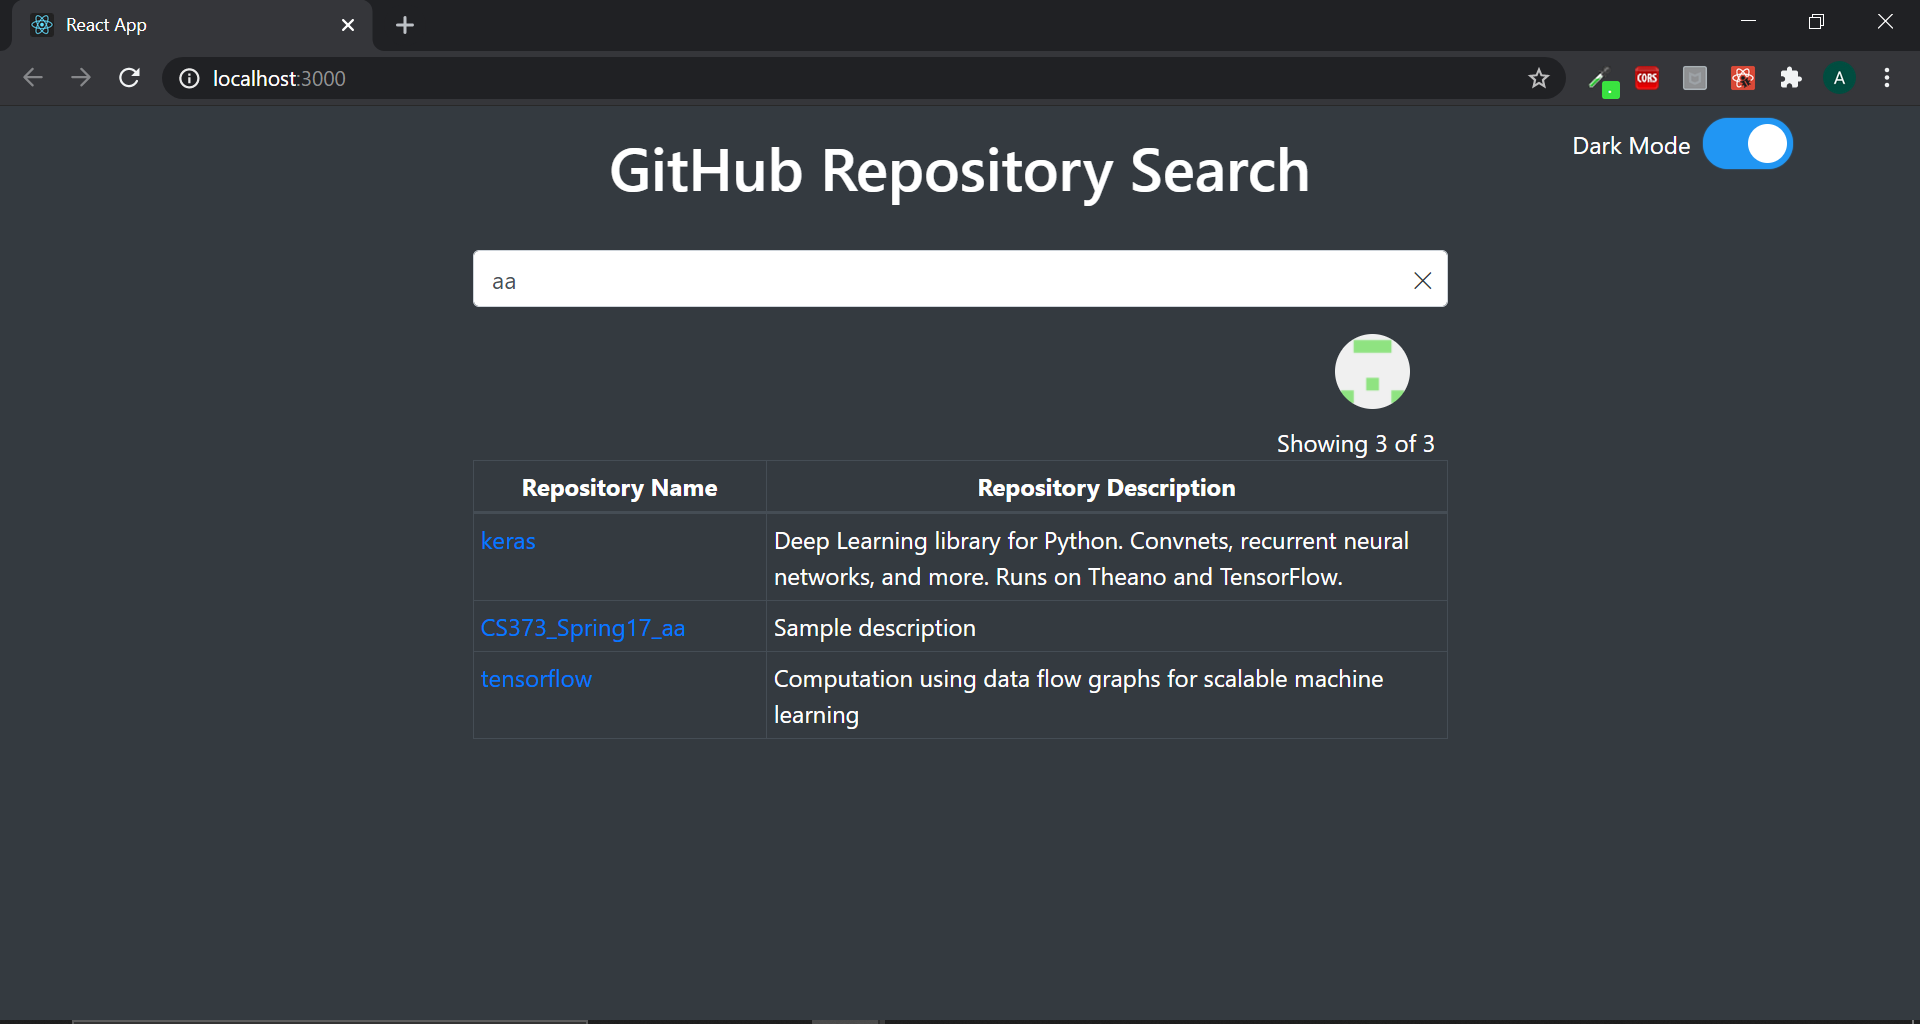 React App
localhost:3000
CORS
A
Dark Mode
GitHub Repository Search
aa
Showing 3 of 3
Repository Name
Repository Description
keras
Deep Learning library for Python. Convnets, recurrent neural
networks, and more. Runs on Theano and TensorFlow.
CS373_Spring17_aa
Sample description
tensorflow
Computation using data flow graphs for scalable machine
learning